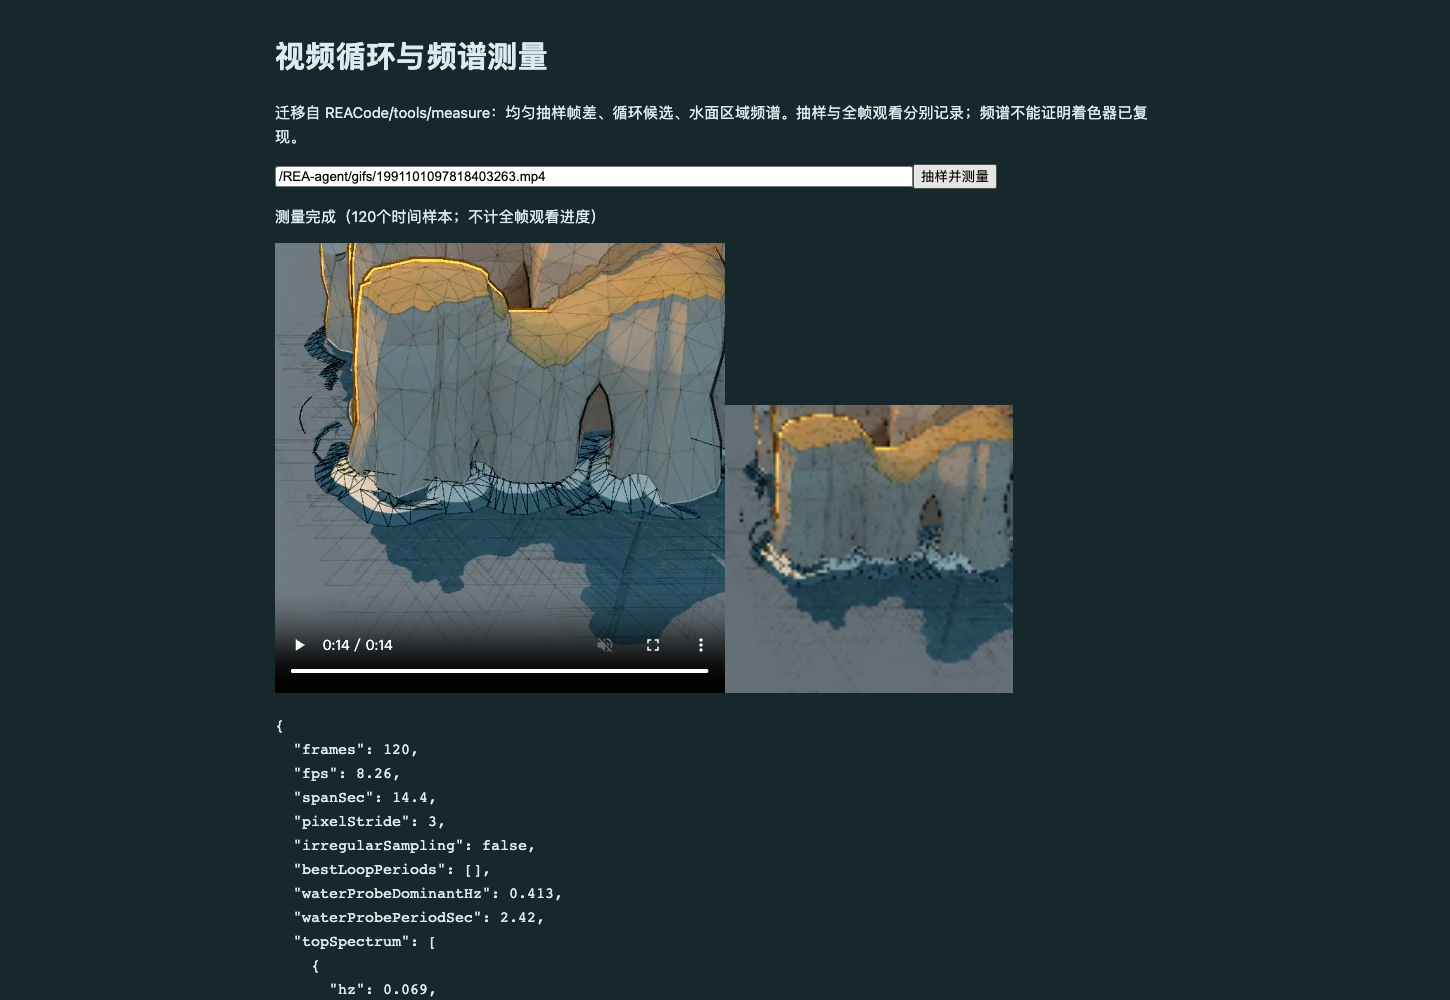 视频循环与频谱测量
迁移自 REACode/tools/measure：均匀抽样帧差、循环候选、水面区域频谱。抽样与全帧观看分别记录；频谱不能证明着色器已复
现。
/REA-agent/gifs/1991101097818403263.mp4 抽样并测量
测量完成（120个时间样本；不计全帧观看进度）
0:14 / 0:14
{
"frames": 120,
"fps": 8.26,
"spanSec": 14.4,
"pixelStride": 3,
"irregularSampling": false,
"bestLoopPeriods": [],
"waterProbeDominantHz": 0.413,
"waterProbePeriodSec": 2.42,
"topSpectrum": [
{
"hz": 0.069,